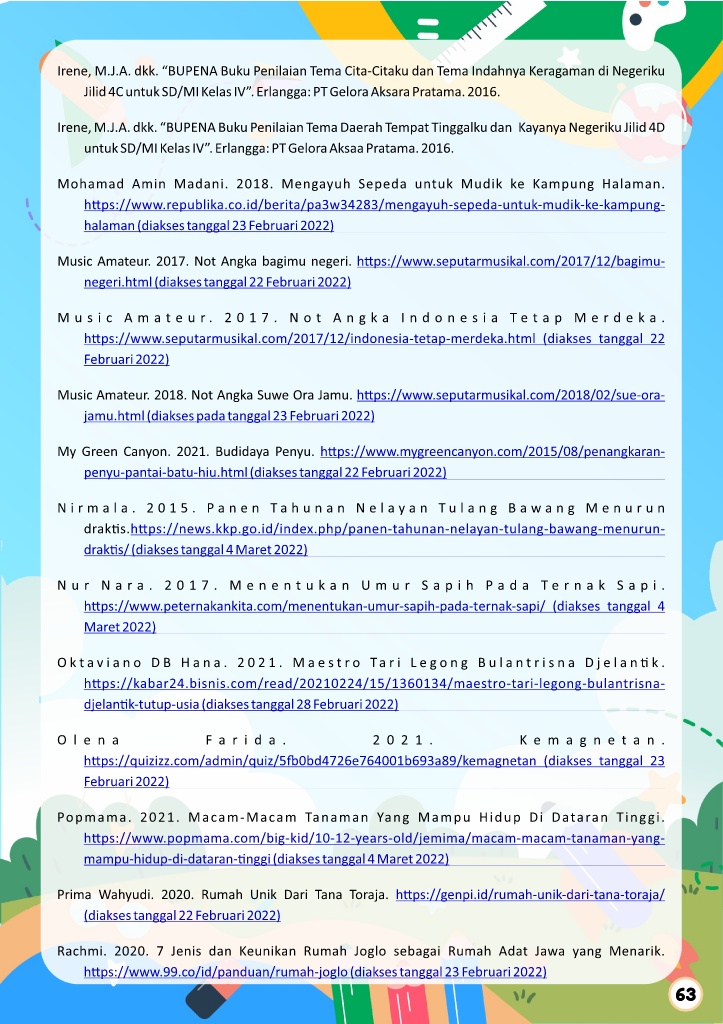 Irene, M.J.A. dkk. “BUPENA Buku Penilaian Tema Cita-Citaku dan Tema Indahnya Keragaman di Negeriku
Jilid 4C untuk SD/MI Kelas IV”. Erlangga: PT Gelora Aksara Pratama. 2016.
Irene, M.J.A. dkk. “BUPENA Buku Penilaian Tema Daerah Tempat Tinggalku dan Kayanya Negeriku Jilid 4D
untuk SD/MI Kelas IV”. Erlangga: PT Gelora Aksaa Pratama. 2016.
Mohamad Amin Madani. 2018. Mengayuh Sepeda untuk Mudik ke Kampung Halaman.
https://www.republika.co.id/berita/pa3w34283/mengayuh-sepeda-untuk-mudik-ke-kampung-
halaman (diakses tanggal 23 Februari 2022)
Music Amateur. 2017. Not Angka bagimu negeri. https://www.seputarmusikal.com/2017/12/bagimu-
negeri.html (diakses tanggal 22 Februari 2022)
Music Amateur. 2017. Not Angka Indonesia Tetap Merdeka.
https://www.seputarmusikal.com/2017/12/indonesia-tetap-merdeka.html (diakses tanggal 22
Februari 2022)
Music Amateur. 2018. Not Angka Suwe Ora Jamu. https://www.seputarmusikal.com/2018/02/sue-ora-
jamu.html (diakses pada tanggal 23 Februari 2022)
My Green Canyon. 2021. Budidaya Penyu. https://www.mygreencanyon.com/2015/08/penangkaran-
penyu-pantai-batu-hiu.html (diakses tanggal 22 Februari 2022)
Nirmala. 2015. Panen Tahunan Nelayan Tulang Bawang Menurun
draktis.https://news.kkp.go.id/index.php/panen-tahunan-nelayan-tulang-bawang-menurun-
draktis/ (diakses tanggal 4 Maret 2022)
Nur Nara. 2017. Menentukan Umur Sapih Pada Ternak Sapi.
https://www.peternakankita.com/menentukan-umur-sapih-pada-ternak-sapi/ (diakses tanggal 4
Maret 2022)
Oktaviano DB Hana. 2021. Maestro Tari Legong Bulantrisna Djelantik.
https://kabar24.bisnis.com/read/20210224/15/1360134/maestro-tari-legong-bulantrisna-
djelantik-tutup-usia (diakses tanggal 28 Februari 2022)
Olena Farida. 2021. Kemagnetan.
https://quizizz.com/admin/quiz/5fb0bd4726e764001b693a89/kemagnetan (diakses tanggal 23
Februari 2022)
Popmama. 2021. Macam-Macam Tanaman Yang Mampu Hidup Di Dataran Tinggi.
https://www.popmama.com/big-kid/10-12-years-old/jemima/macam-macam-tanaman-yang-
mampu-hidup-di-dataran-tinggi (diakses tanggal 4 Maret 2022)
Prima Wahyudi. 2020. Rumah Unik Dari Tana Toraja. https://genpi.id/rumah-unik-dari-tana-toraja/
(diakses tanggal 22 Februari 2022)
Rachmi. 2020. 7 Jenis dan Keunikan Rumah Joglo sebagai Rumah Adat Jawa yang Menarik.
https://www.99.co/id/panduan/rumah-joglo (diakses tanggal 23 Februari 2022)
63